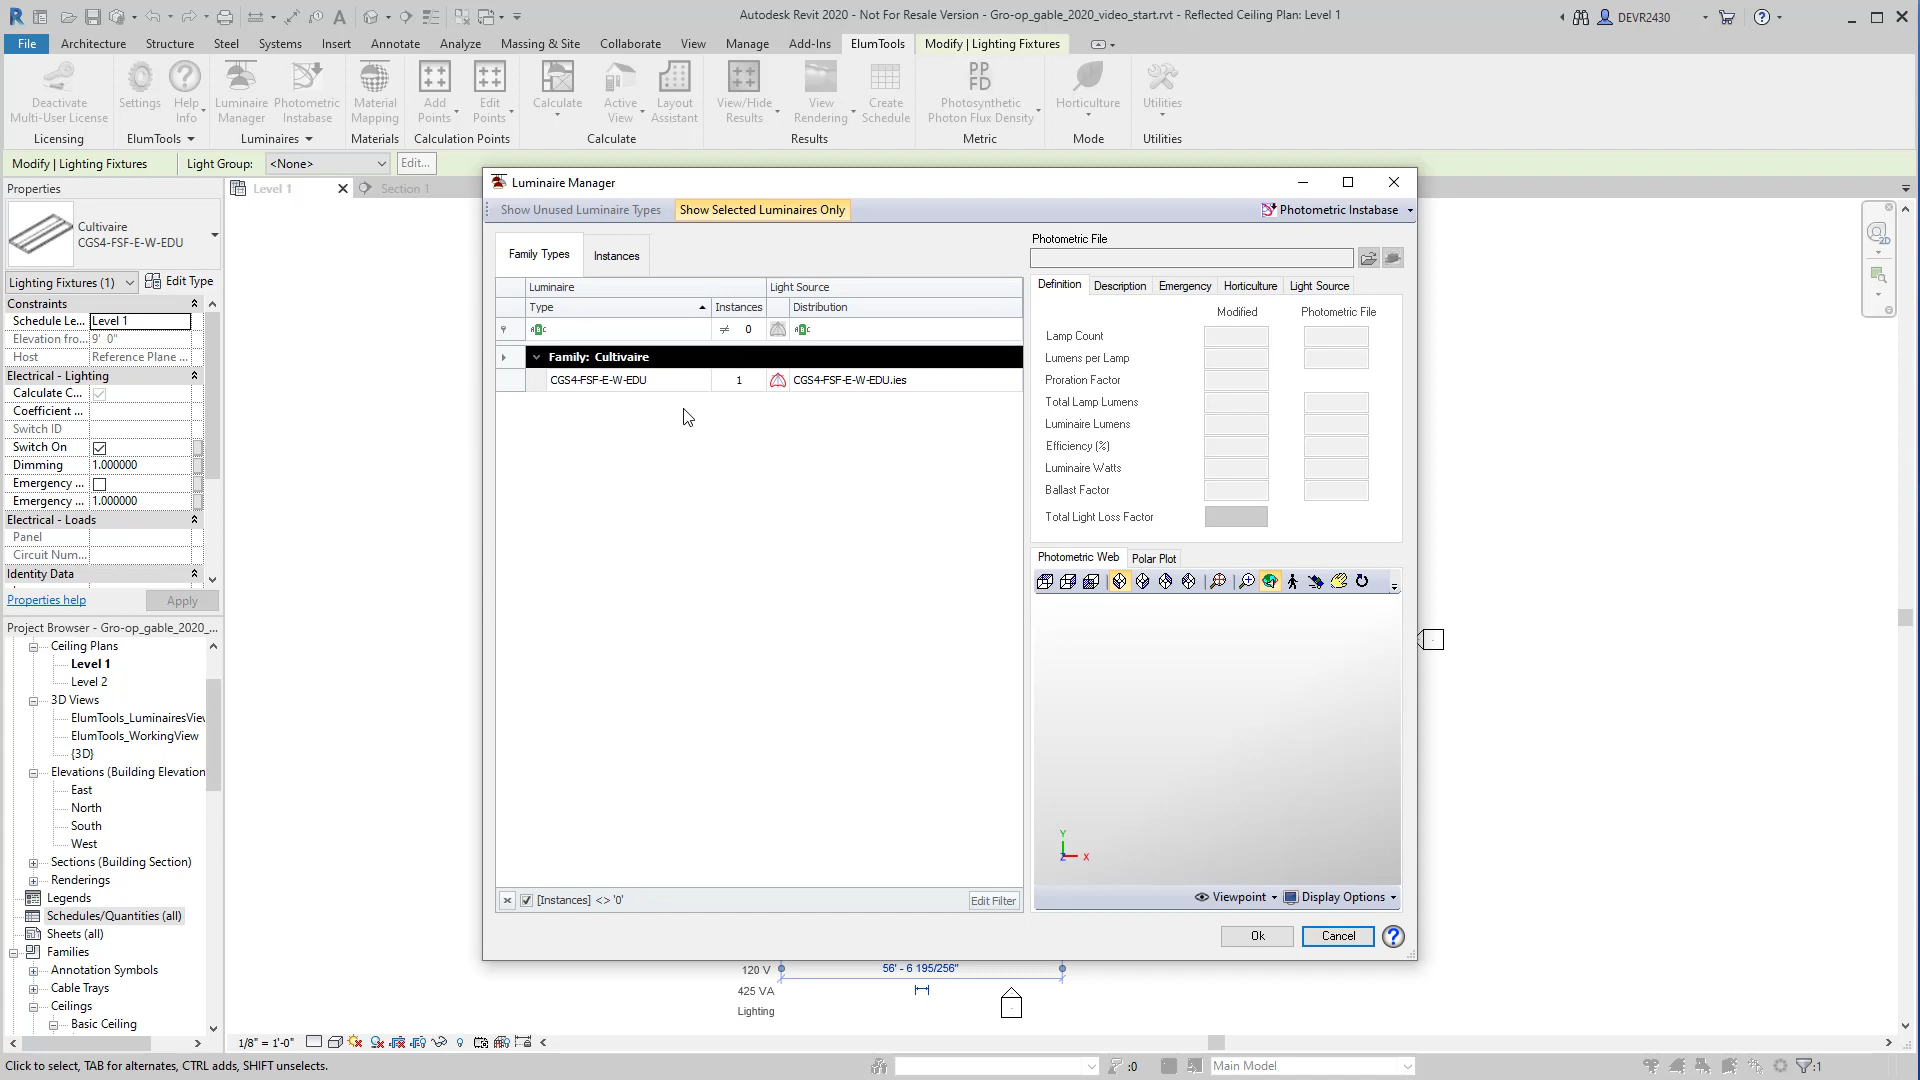 Autodesk Revit 2020 - Not For Resale Version - Gro-op_gable_2020_video_start.rvt - Reflected Ceiling Plan: Level 1
DEVR2430
File Architecture Structure Steel Systems Insert Annotate Analyze Massing & Site Collaborate View Manage Add-Ins ElumTools Modify | Lighting Fixtures
Deactivate Multi-User License
Settings
Help Info
Luminaire Manager
Photometric Instabase
Material Mapping
Add Points
Edit Points
Calculate
Active View
Layout Assistant
View/Hide Results
View Rendering
Create Schedule
PP FD
Photosynthetic Photon Flux Density
Horticulture
Utilities
Licensing ElumTools Luminaires Materials Calculation Points Calculate Results Metric Mode Utilities
Modify | Lighting Fixtures Light Group: <None> Edit...
Properties
Level 1
Section 1
Cultivaire
CGS4-FSF-E-W-EDU
Lighting Fixtures (1) Edit Type
Constraints
Schedule Le... Level 1
Elevation fro... 9' 0"
Host Reference Plane ...
Electrical - Lighting
Calculate C...
Coefficient ...
Switch ID
Switch On
Dimming 1.000000
Emergency ...
Emergency ... 1.000000
Electrical - Loads
Panel
Circuit Num...
Identity Data
Properties help Apply
Project Browser - Gro-op_gable_2020_...
Ceiling Plans
Level 1
Level 2
3D Views
ElumTools_LuminairesView
ElumTools_WorkingView
{3D}
Elevations (Building Elevation
East
North
South
West
Sections (Building Section)
Renderings
Legends
Schedules/Quantities (all)
Sheets (all)
Families
Annotation Symbols
Cable Trays
Ceilings
Basic Ceiling
Luminaire Manager
Show Unused Luminaire Types Show Selected Luminaires Only Photometric Instabase
Family Types Instances
Luminaire Light Source
Type Instances Distribution
≠ 0
Family: Cultivaire
CGS4-FSF-E-W-EDU 1 CGS4-FSF-E-W-EDU.ies
[Instances] <> '0' Edit Filter
Photometric File
Definition Description Emergency Horticulture Light Source
Modified Photometric File
Lamp Count
Lumens per Lamp
Proration Factor
Total Lamp Lumens
Luminaire Lumens
Efficiency (%)
Luminaire Watts
Ballast Factor
Total Light Loss Factor
Photometric Web Polar Plot
Y
Z X
Viewpoint Display Options
Ok Cancel
120 V
425 VA
Lighting
56' - 6 195/256"
1/8" = 1'-0"
Click to select, TAB for alternates, CTRL adds, SHIFT unselects.
:0
Main Model
:1